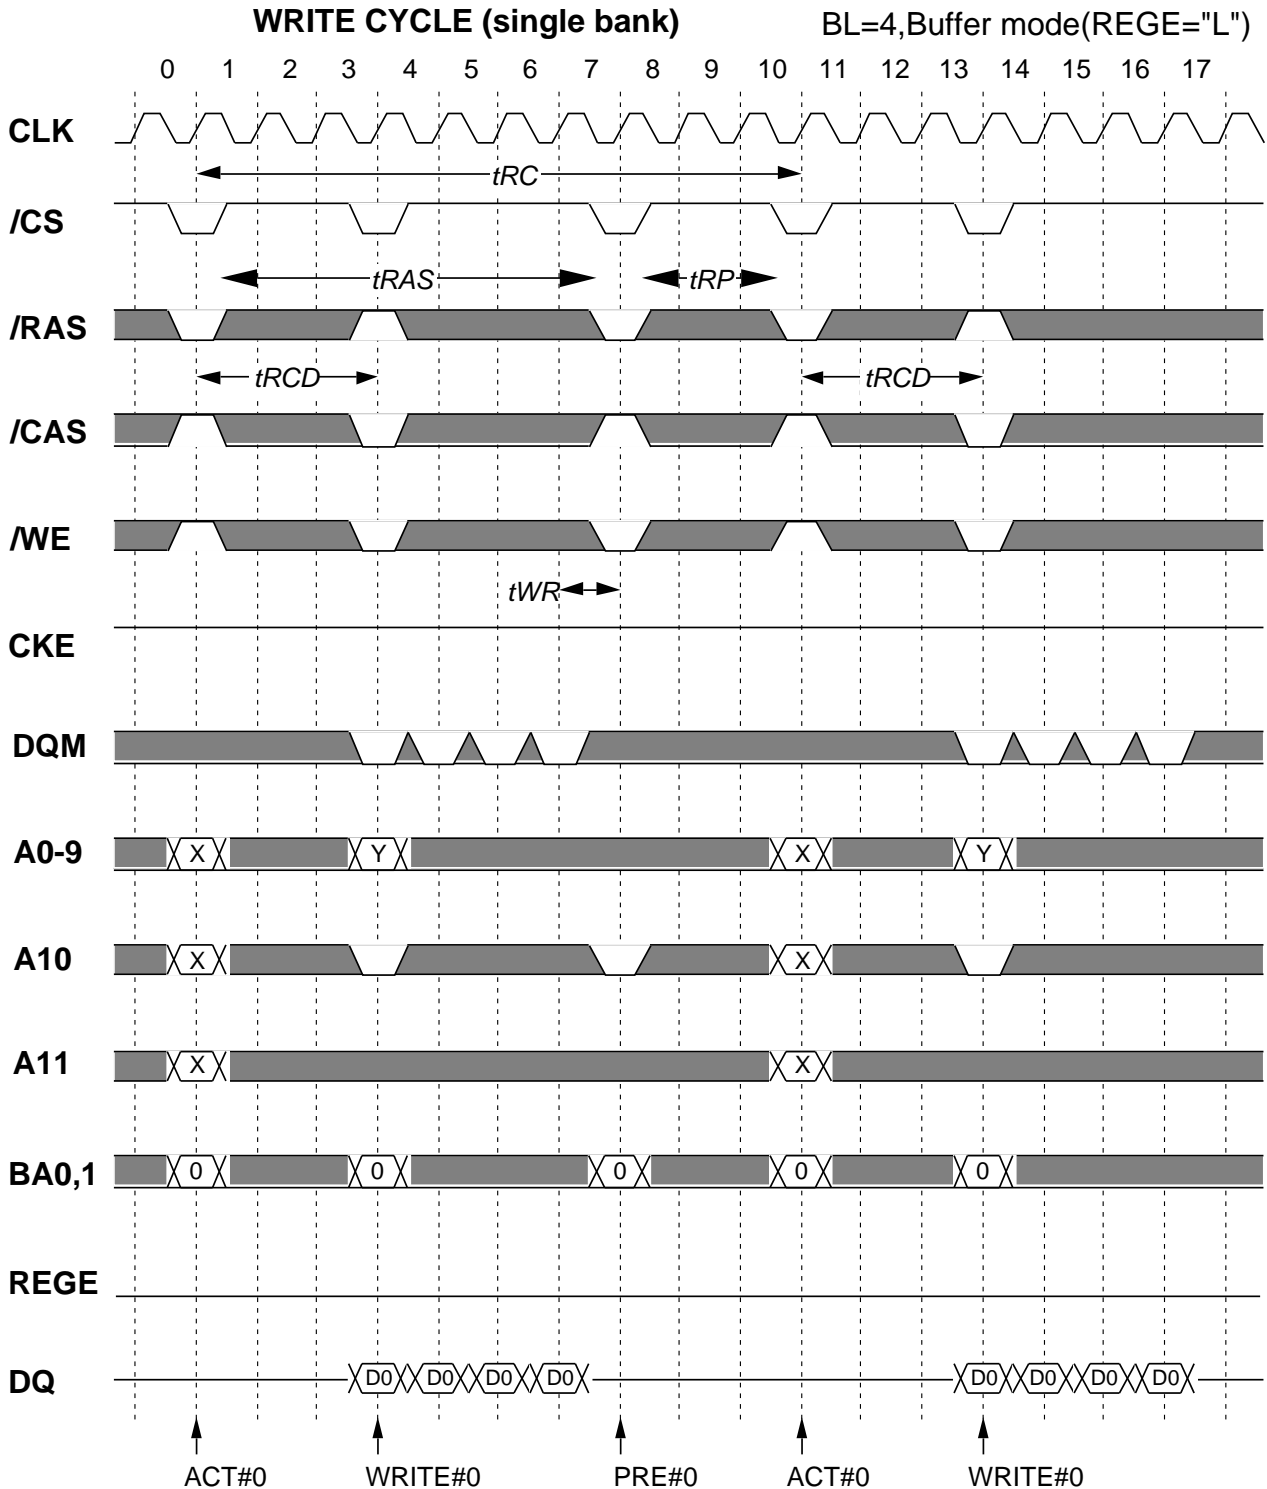 WRITE CYCLE (single bank) BL=4,Buffer mode(REGE="L")
0 1 2 3 4 5 6 7 8 9 10 11 12 13 14 15 16 17
CLK
tRC
/CS
tRAS tRP
/RAS
tRCD tRCD
/CAS
/WE
tWR
CKE
DQM
A0-9 X Y X Y
A10 X X
A11 X X
BA0,1 0 0 0 0 0
REGE
DQ D0 D0 D0 D0 D0 D0 D0 D0
ACT#0 WRITE#0 PRE#0 ACT#0 WRITE#0